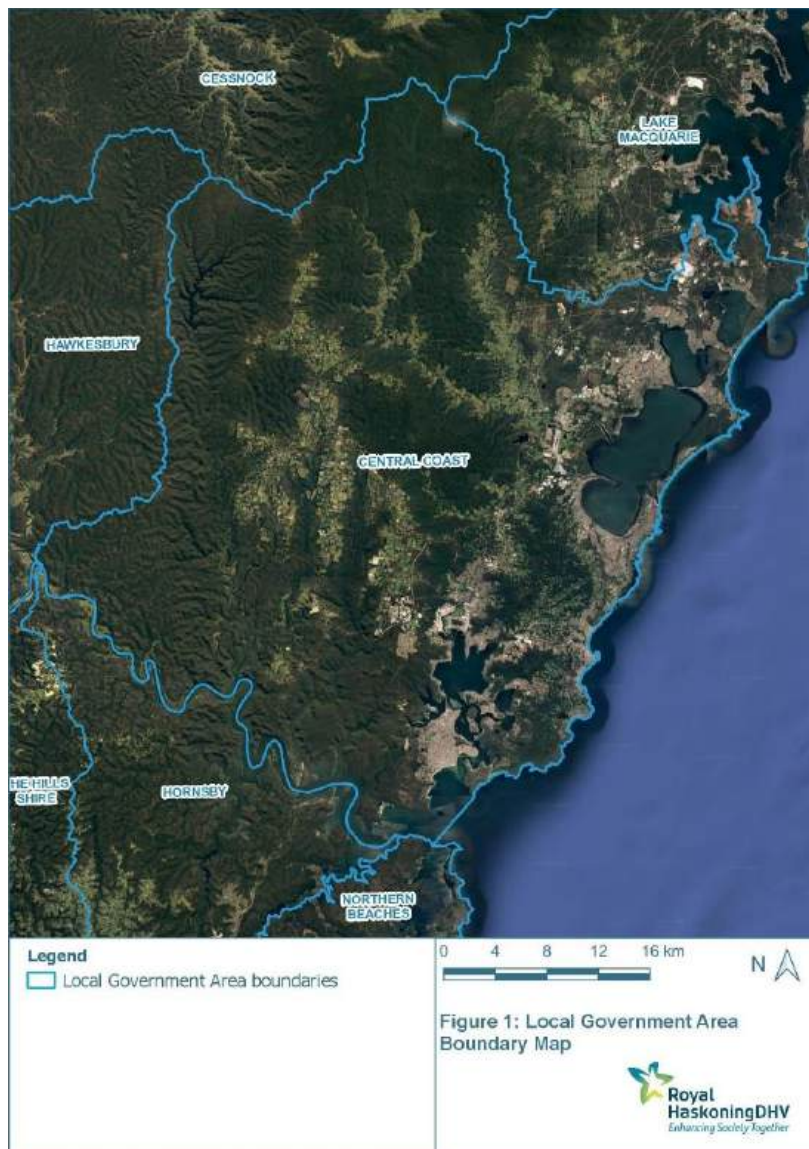 CESSNOCK
LAKE
MACQUARIE
HAWKESBURY
CENTRAL COAST
HE HILLS
SHIRE
HORNSBY
NORTHERN
BEACHES
Legend
Local Government Area boundaries
0 4 8 12 16 km
N
Figure 1: Local Government Area
Boundary Map
Royal
HaskoningDHV
Enhancing Society Together